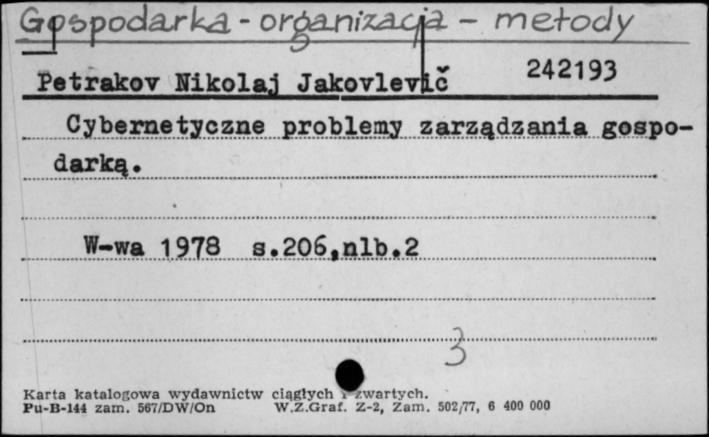 Gospodarka - organizacja - metody
Petrakov Nikolaj Jakovlevič 242193
Cybernetyczne problemy zarządzania gospo-
darką.
W-wa 1978 s.206,nlb.2
3
Karta katalogowa wydawnictw ciągłych i zwartych.
Pu-B-144 zam. 567/DW/On W.Z.Graf. Z-2, Zam. 502/77, 6 400 000